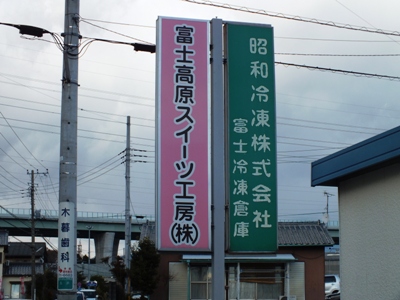 富士高原スイーツ工房(株)
昭和冷凍株式会社
富士冷凍倉庫
木暮歯科